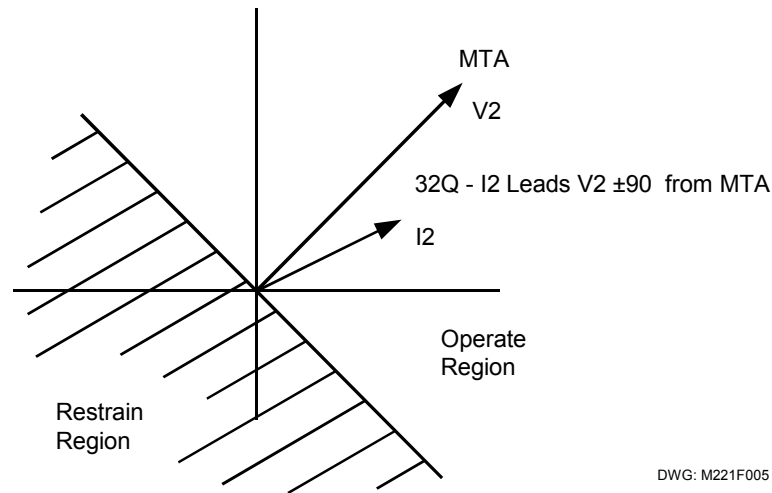 MTA
V2
32Q - I2 Leads V2 ±90  from MTA
I2
Operate
Region
Restrain
Region
DWG: M221F005